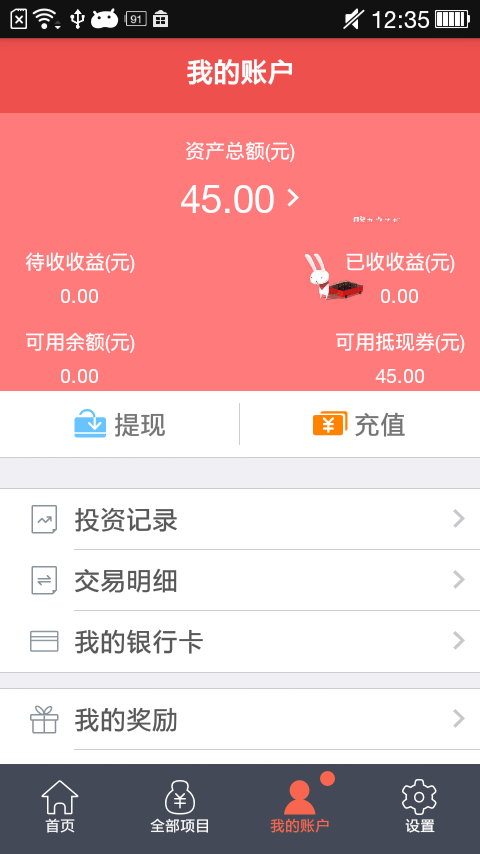 91
12:35
我的账户
资产总额(元)
45.00
待收收益(元)
已收收益(元)
0.00
0.00
可用余额(元)
可用抵现券(元)
0.00
45.00
提现
充值
投资记录
交易明细
我的银行卡
我的奖励
首页
全部项目
我的账户
设置